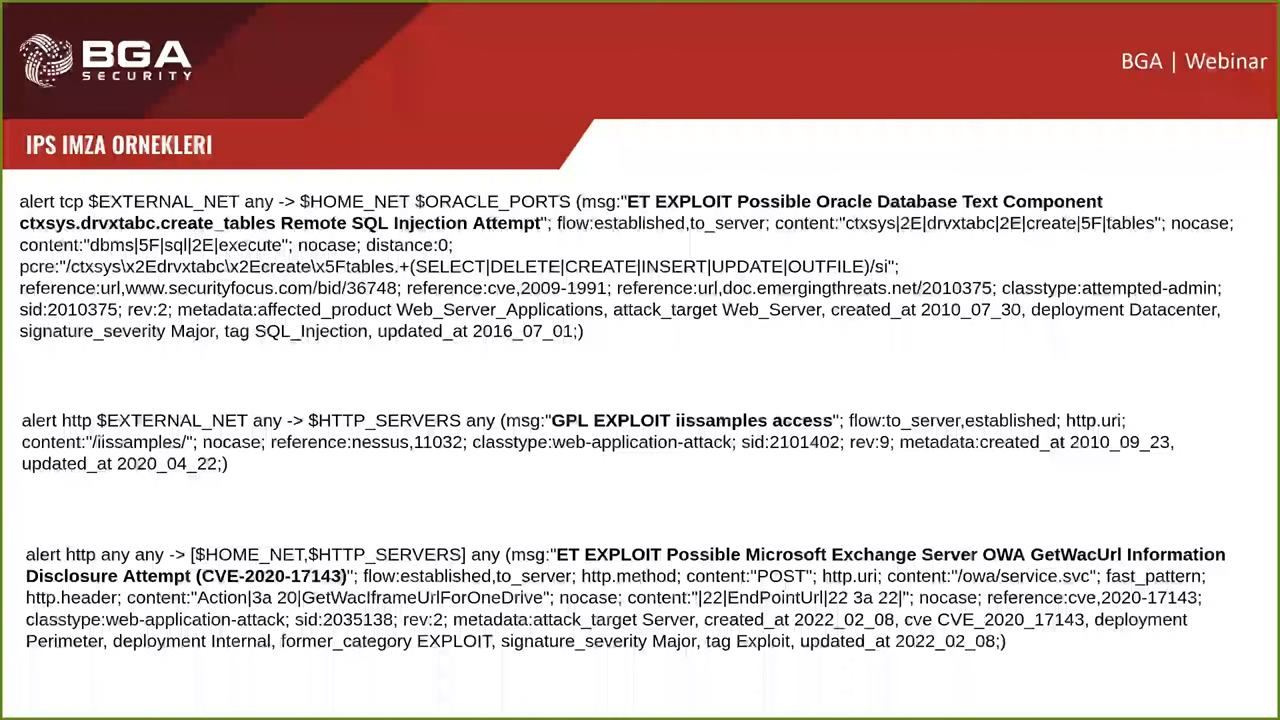 BGA
SECURITY
BGA | Webinar
IPS IMZA ORNEKLERI
alert tcp $EXTERNAL_NET any -> $HOME_NET $ORACLE_PORTS (msg:"ET EXPLOIT Possible Oracle Database Text Component
ctxsys.drvxtabc.create_tables Remote SQL Injection Attempt"; flow:established,to_server; content:"ctxsys|2E|drvxtabc|2E|create|5F|tables"; nocase;
content:"dbms|5F|sql|2E|execute"; nocase; distance:0;
pcre:"/ctxsys\x2Edrvxtabc\x2Ecreate\x5Ftables.+(SELECT|DELETE|CREATE|INSERT|UPDATE|OUTFILE)/si";
reference:url,www.securityfocus.com/bid/36748; reference:cve,2009-1991; reference:url,doc.emergingthreats.net/2010375; classtype:attempted-admin;
sid:2010375; rev:2; metadata:affected_product Web_Server_Applications, attack_target Web_Server, created_at 2010_07_30, deployment Datacenter,
signature_severity Major, tag SQL_Injection, updated_at 2016_07_01;)
alert http $EXTERNAL_NET any -> $HTTP_SERVERS any (msg:"GPL EXPLOIT iissamples access"; flow:to_server,established; http.uri;
content:"/iissamples/"; nocase; reference:nessus,11032; classtype:web-application-attack; sid:2101402; rev:9; metadata:created_at 2010_09_23,
updated_at 2020_04_22;)
alert http any any -> [$HOME_NET,$HTTP_SERVERS] any (msg:"ET EXPLOIT Possible Microsoft Exchange Server OWA GetWacUrl Information
Disclosure Attempt (CVE-2020-17143)"; flow:established,to_server; http.method; content:"POST"; http.uri; content:"/owa/service.svc"; fast_pattern;
http.header; content:"Action|3a 20|GetWacIframeUrlForOneDrive"; nocase; content:"|22|EndPointUrl|22 3a 22|"; nocase; reference:cve,2020-17143;
classtype:web-application-attack; sid:2035138; rev:2; metadata:attack_target Server, created_at 2022_02_08, cve CVE_2020_17143, deployment
Perimeter, deployment Internal, former_category EXPLOIT, signature_severity Major, tag Exploit, updated_at 2022_02_08;)